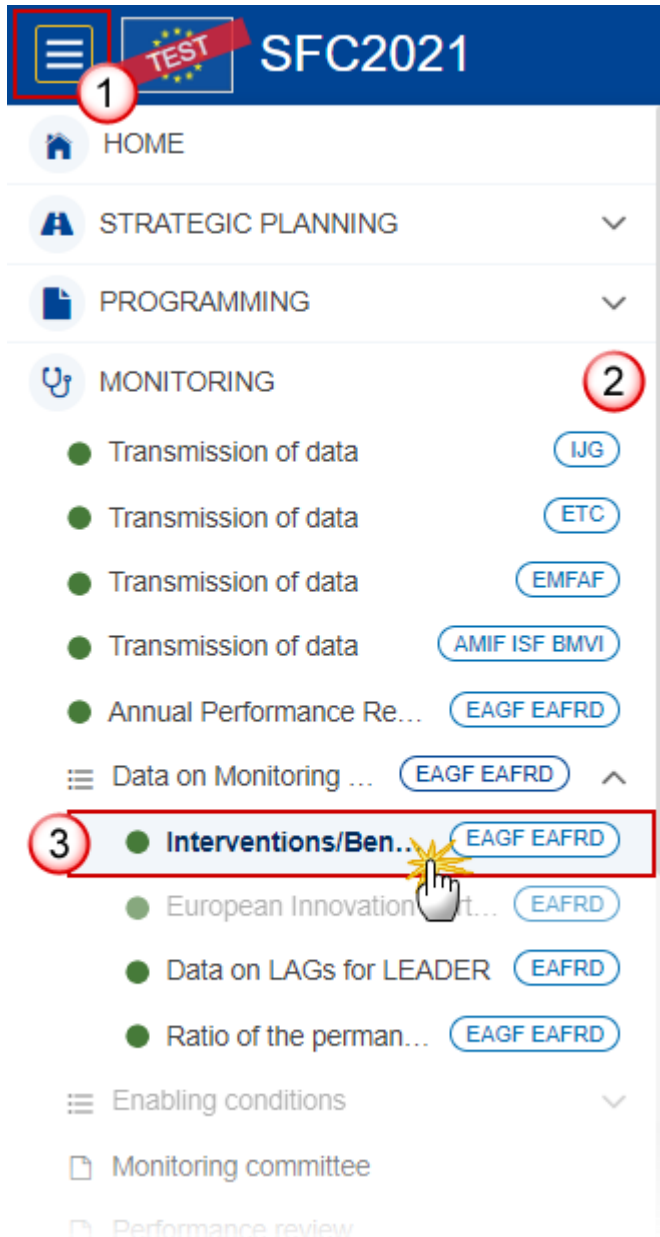 TEST SFC2021
1
HOME
STRATEGIC PLANNING
PROGRAMMING
MONITORING 2
Transmission of data IJG
Transmission of data ETC
Transmission of data EMFAF
Transmission of data AMIF ISF BMVI
Annual Performance Re... EAGF EAFRD
Data on Monitoring ... EAGF EAFRD
3 Interventions/Ben... EAGF EAFRD
European Innovation ... EAFRD
Data on LAGs for LEADER EAFRD
Ratio of the perman... EAGF EAFRD
Enabling conditions
Monitoring committee
Performance review